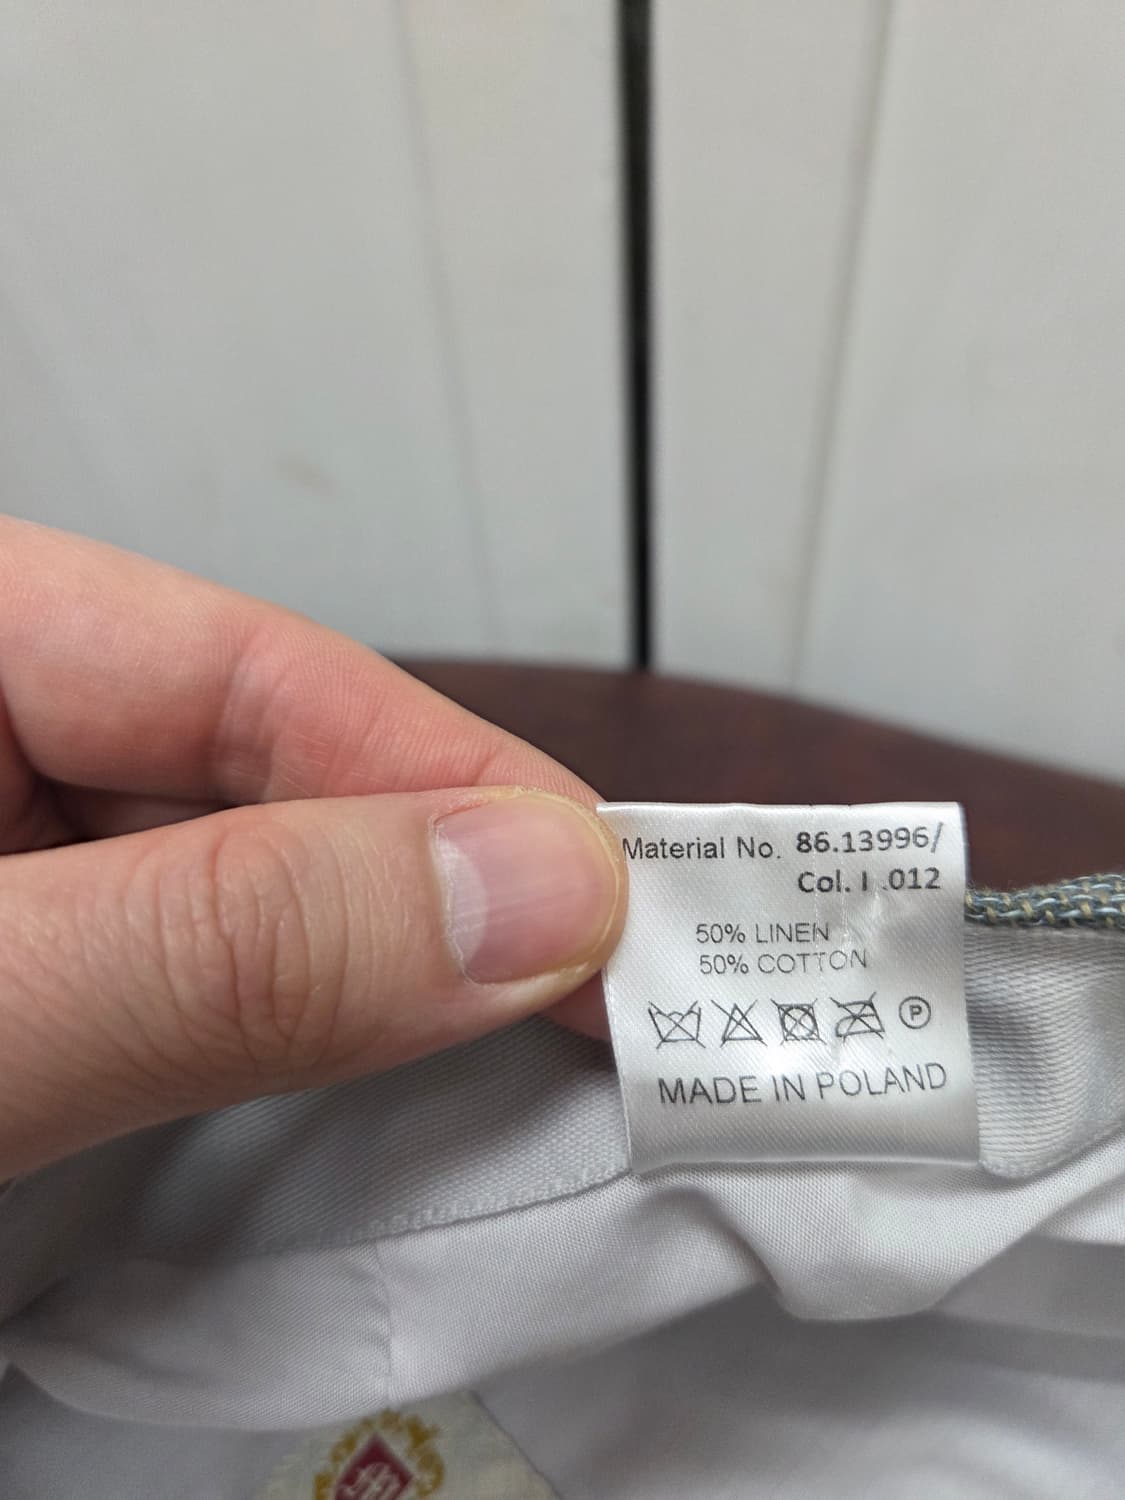 Material No. 86.13996/
Col. I .012
50% LINEN
50% COTTON
P
MADE IN POLAND